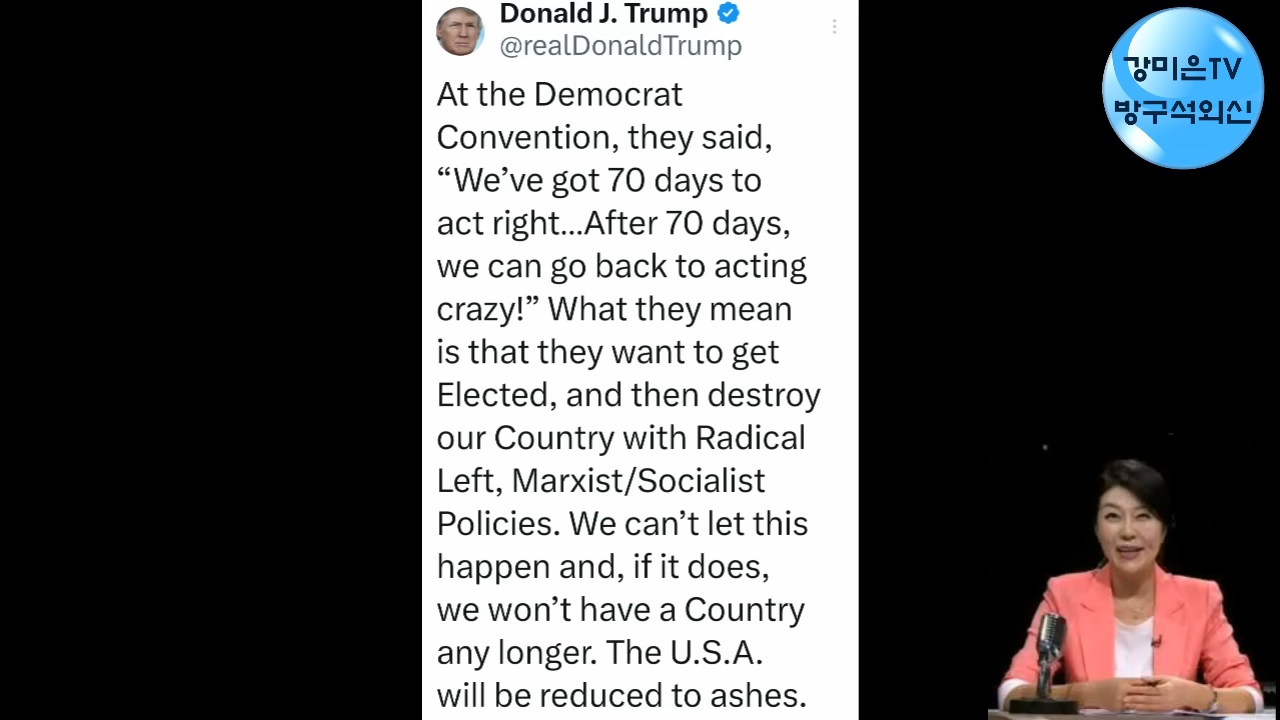 Donald J. Trump
@realDonaldTrump
At the Democrat
Convention, they said,
“We’ve got 70 days to
act right...After 70 days,
we can go back to acting
crazy!” What they mean
is that they want to get
Elected, and then destroy
our Country with Radical
Left, Marxist/Socialist
Policies. We can’t let this
happen and, if it does,
we won’t have a Country
any longer. The U.S.A.
will be reduced to ashes.
강미은TV
방구석외신